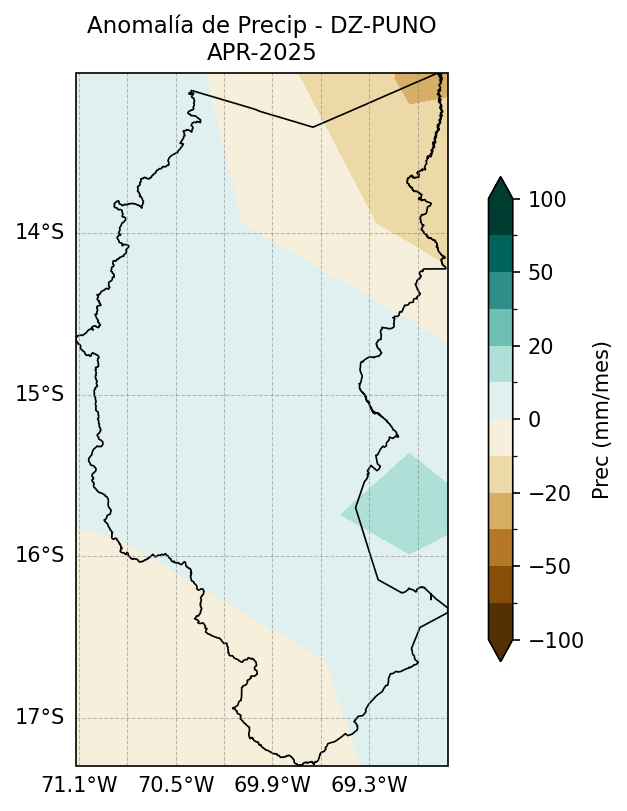 Anomalía de Precip - DZ-PUNO
APR-2025
14°S
15°S
16°S
17°S
71.1°W 70.5°W 69.9°W 69.3°W
100
50
20
0
−20
−50
−100
Prec (mm/mes)